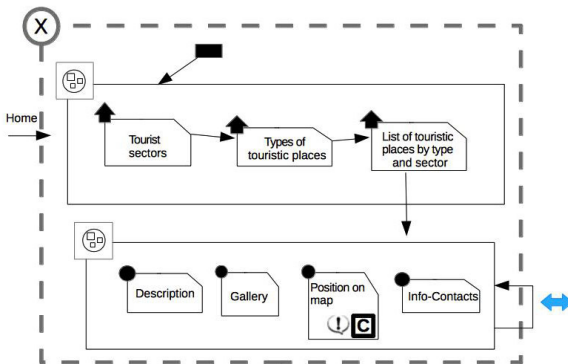 X
Home
Tourist
sectors
Types of
touristic places
List of touristic
places by type
and sector
Description
Gallery
Position on
map
! C
Info-Contacts